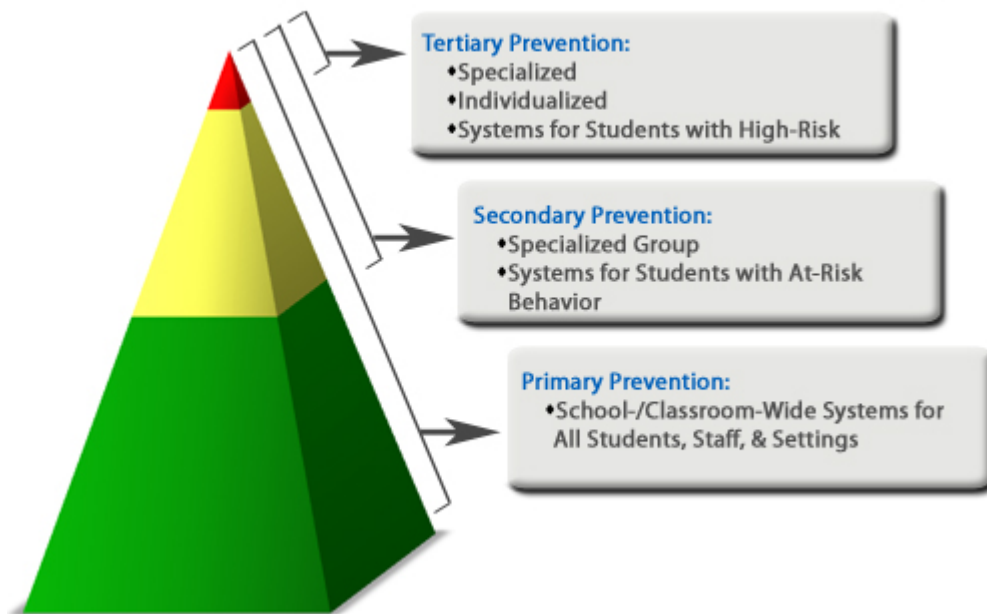 Tertiary Prevention:
♦Specialized
♦Individualized
♦Systems for Students with High-Risk
Secondary Prevention:
♦Specialized Group
♦Systems for Students with At-Risk
Behavior
Primary Prevention:
♦School-/Classroom-Wide Systems for
All Students, Staff, & Settings